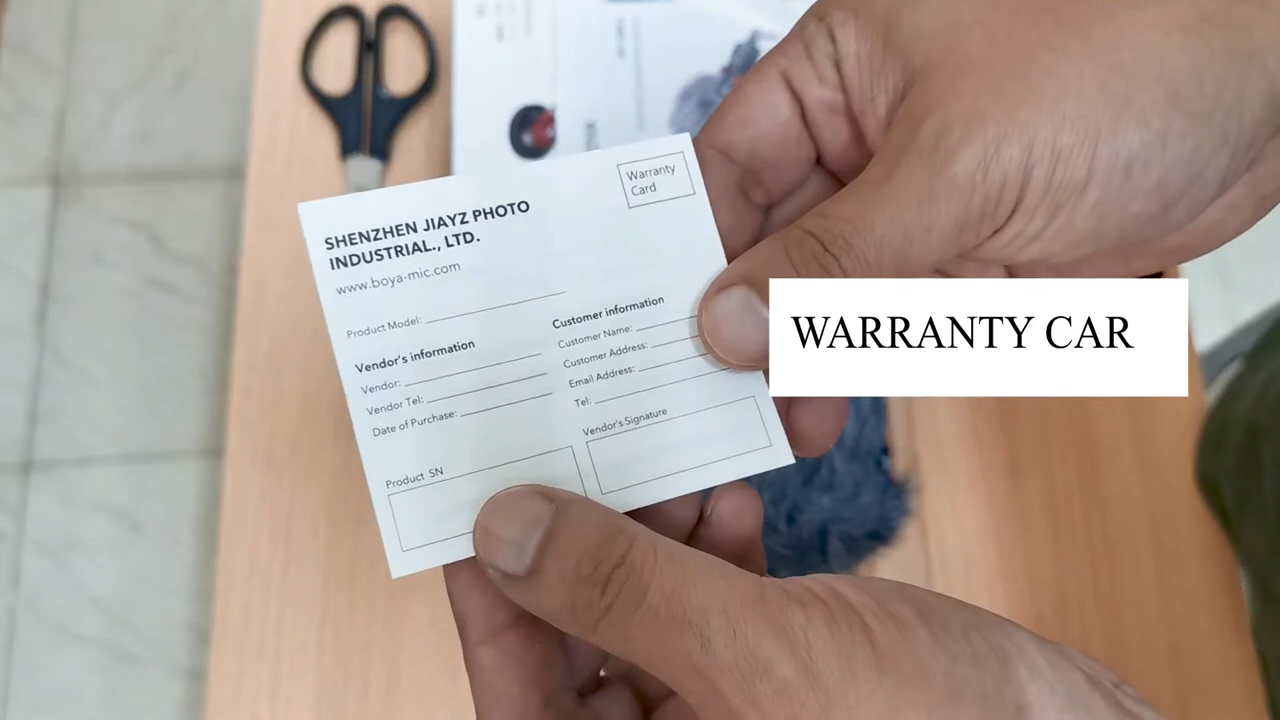 Warranty
Card
SHENZHEN JIAYZ PHOTO
INDUSTRIAL., LTD.
www.boya-mic.com
Product Model:
Vendor's information
Vendor:
Vendor Tel:
Date of Purchase:
Customer information
Customer Name:
Customer Address:
Email Address:
Tel:
Product SN
Vendor's Signature
WARRANTY CAR